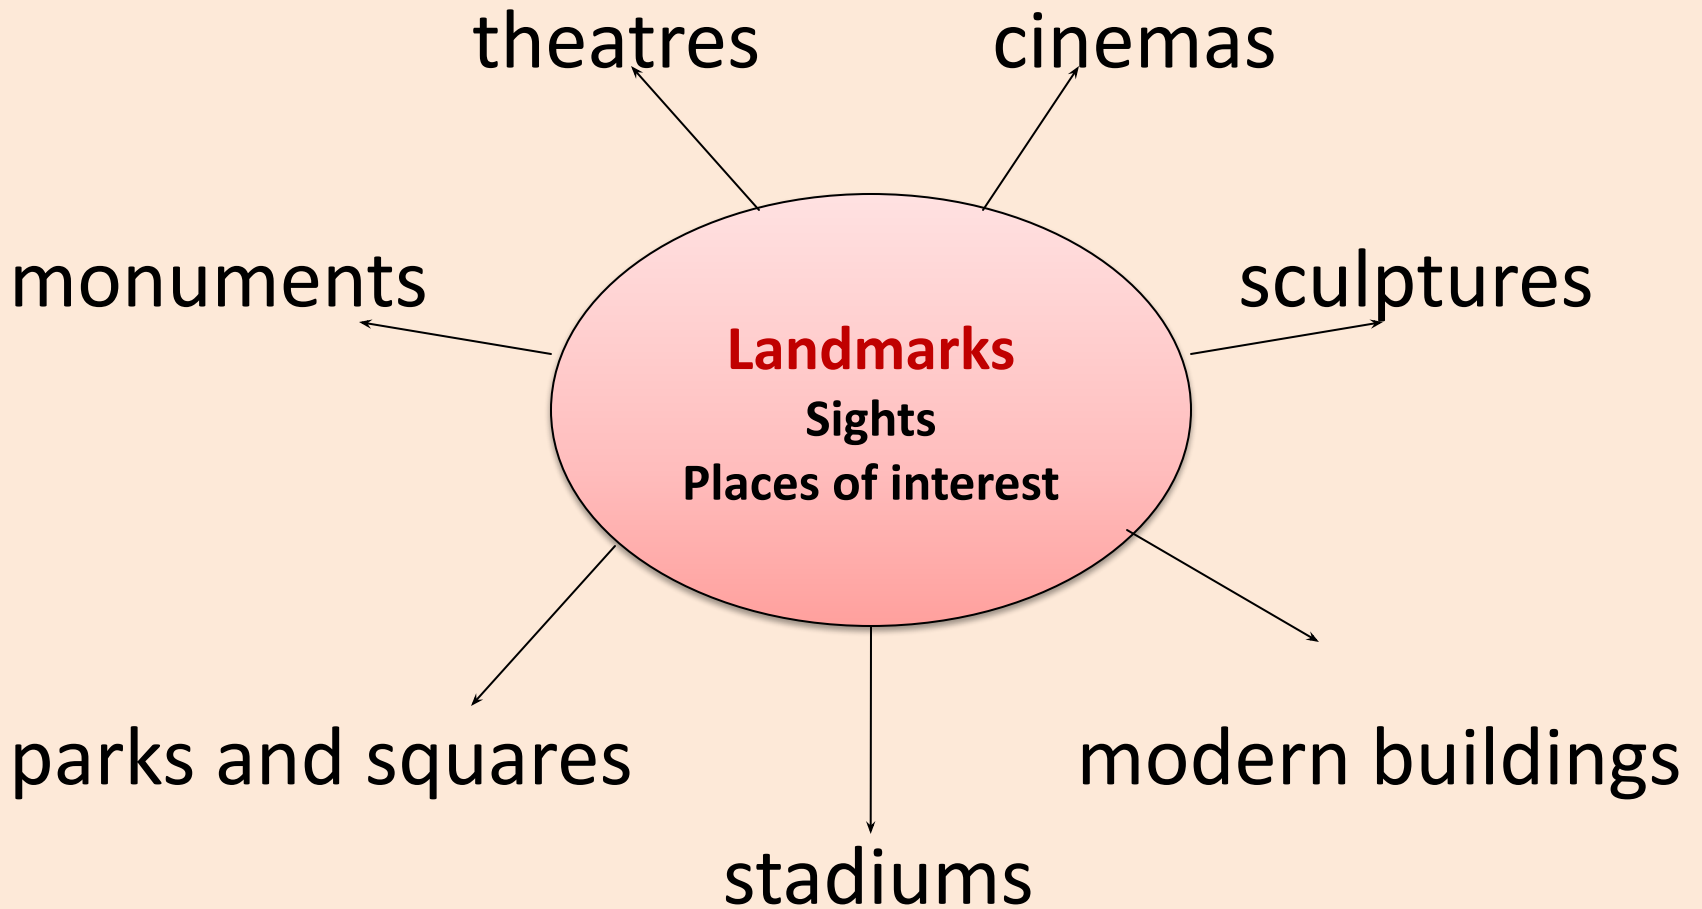 theatres
cinemas
monuments
sculptures
Landmarks
Sights
Places of interest
parks and squares
modern buildings
stadiums